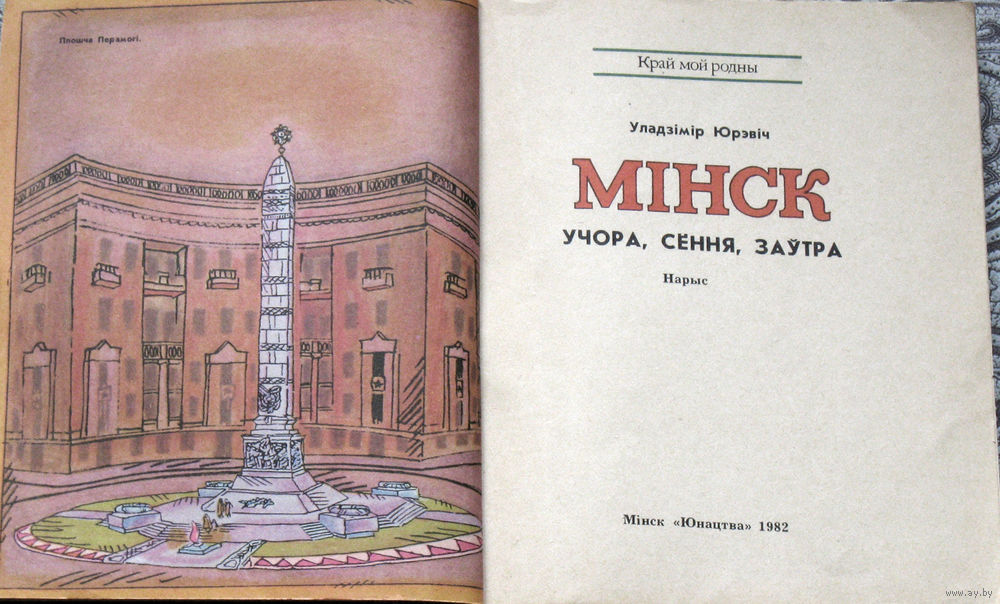 Плошча Перамогі.
Край мой родны
Уладзімір Юрэвіч
МІНСК
УЧОРА, СЁННЯ, ЗАЎТРА
Нарыс
Мінск «Юнацтва» 1982
www.ay.by